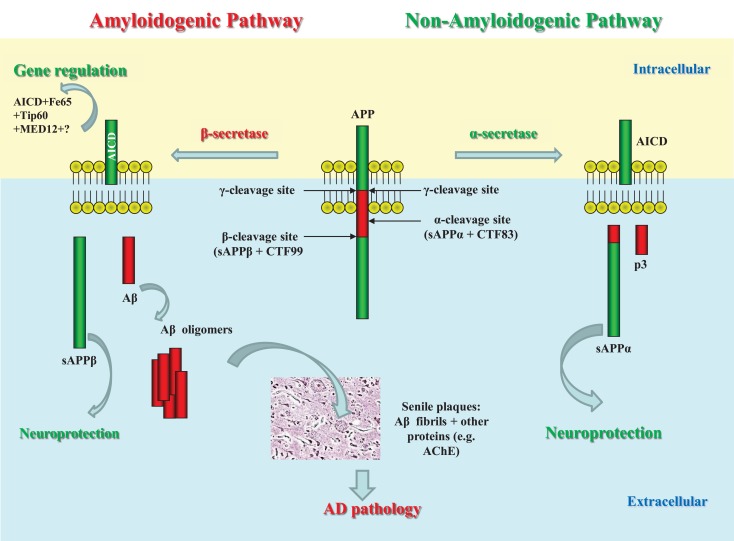 Amyloidogenic Pathway
Non-Amyloidogenic Pathway
Gene regulation
Intracellular
AICD+Fe65
+Tip60
+MED12+?
AICD
β-secretase
APP
α-secretase
AICD
γ-cleavage site
γ-cleavage site
α-cleavage site
(sAPPα + CTF83)
β-cleavage site
(sAPPβ + CTF99
Aβ
p3
Aβ oligomers
sAPPβ
sAPPα
Senile plaques:
Aβ fibrils + other
proteins (e.g.
AChE)
Neuroprotection
Neuroprotection
AD pathology
Extracellular